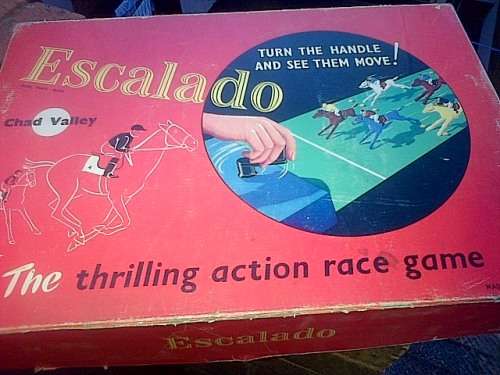 Escalado
TURN THE HANDLE
AND SEE THEM MOVE!
Chad Valley
The thrilling action race game
Escalado